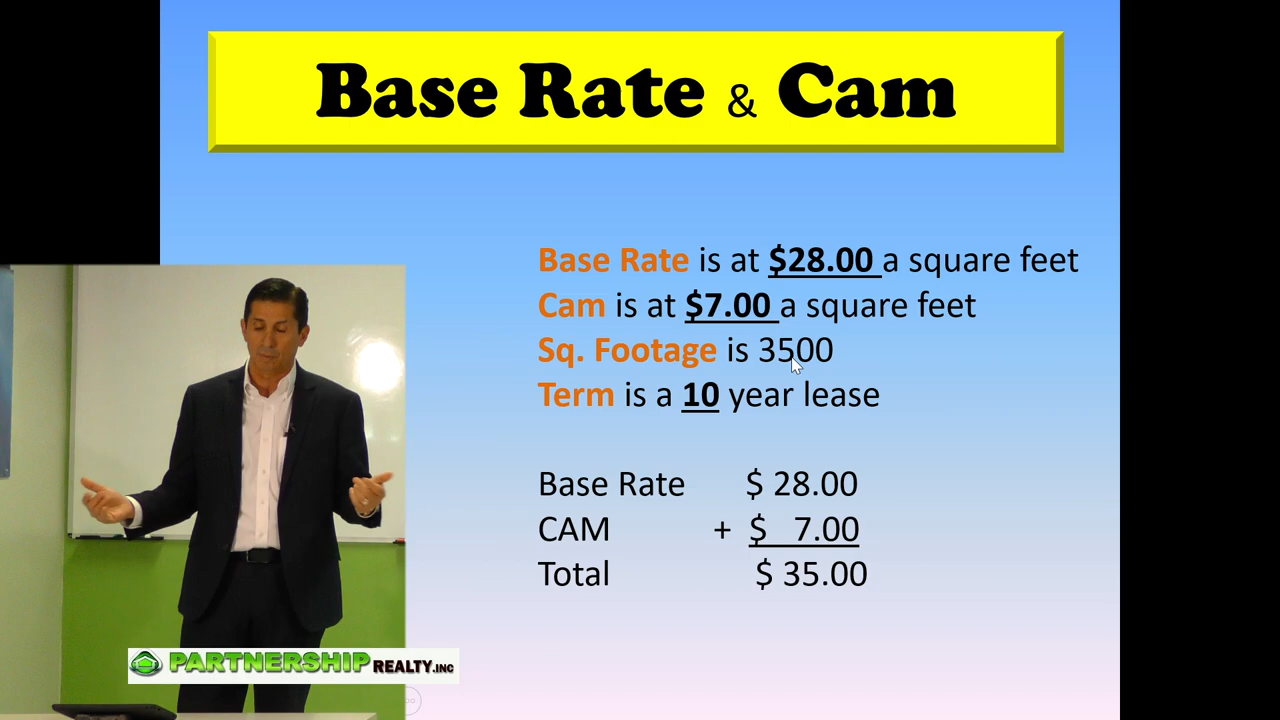 Base Rate & Cam
Base Rate is at $28.00 a square feet
Cam is at $7.00 a square feet
Sq. Footage is 3500
Term is a 10 year lease
Base Rate $ 28.00
CAM + $ 7.00
Total $ 35.00
PARTNERSHIP REALTY.INC